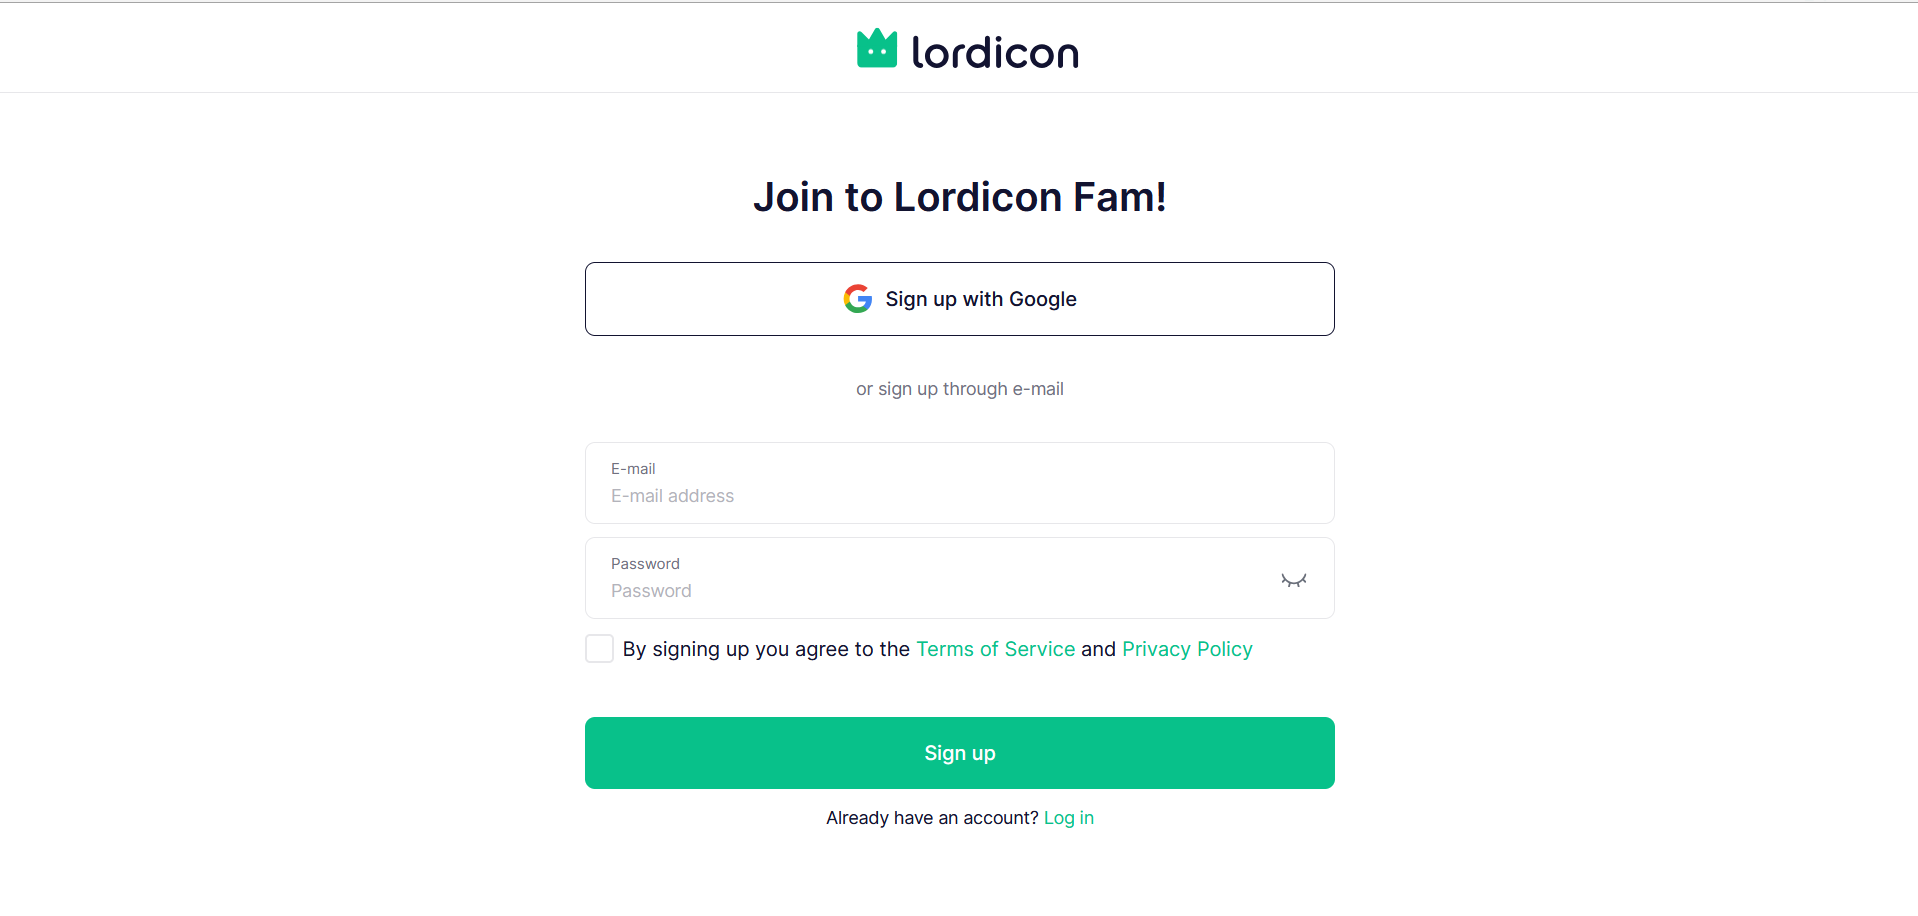 lordicon
Join to Lordicon Fam!
Sign up with Google
or sign up through e-mail
E-mail
E-mail address
Password
Password
By signing up you agree to the Terms of Service and Privacy Policy
Sign up
Already have an account? Log in